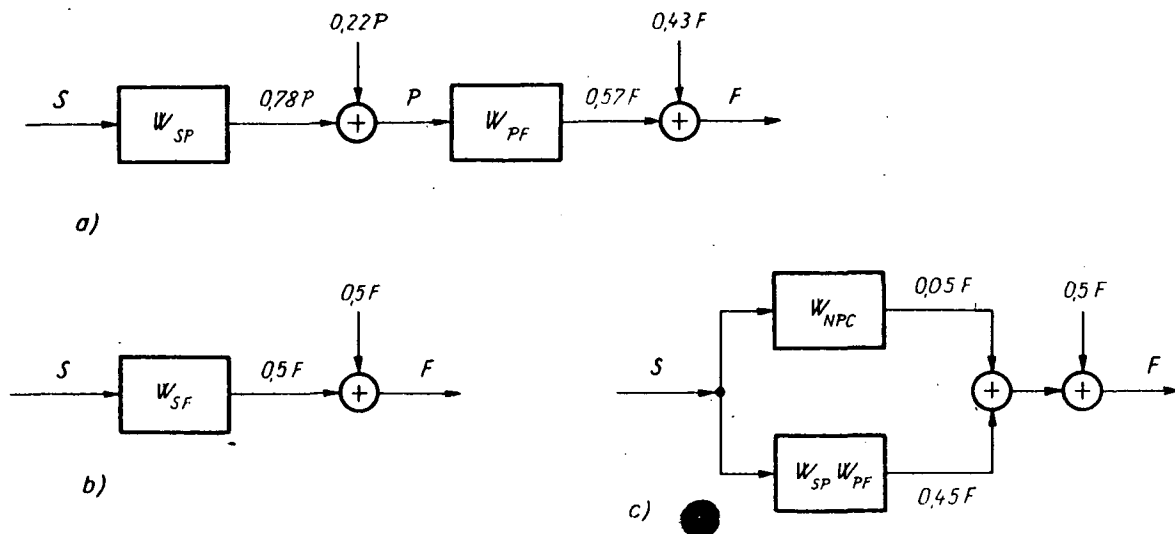 0,22P
0,43F
S
W_SP
0,78P
P
W_PF
0,57F
F
a)
0,5F
S
W_SF
0,5F
F
b)
W_NPC
0,05F
0,5F
S
F
W_SP W_PF
0,45F
c)